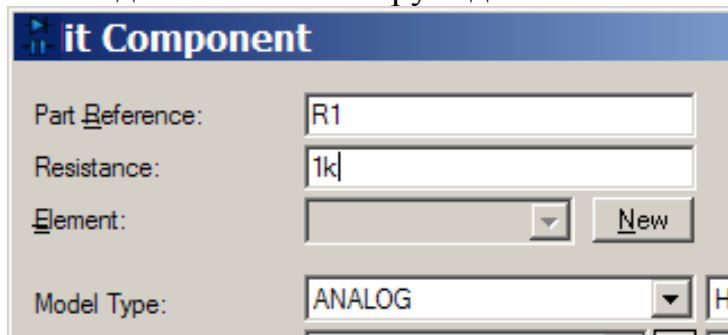 it Component
Part Reference:
R1
Resistance:
1k
Element:
New
Model Type:
ANALOG
H